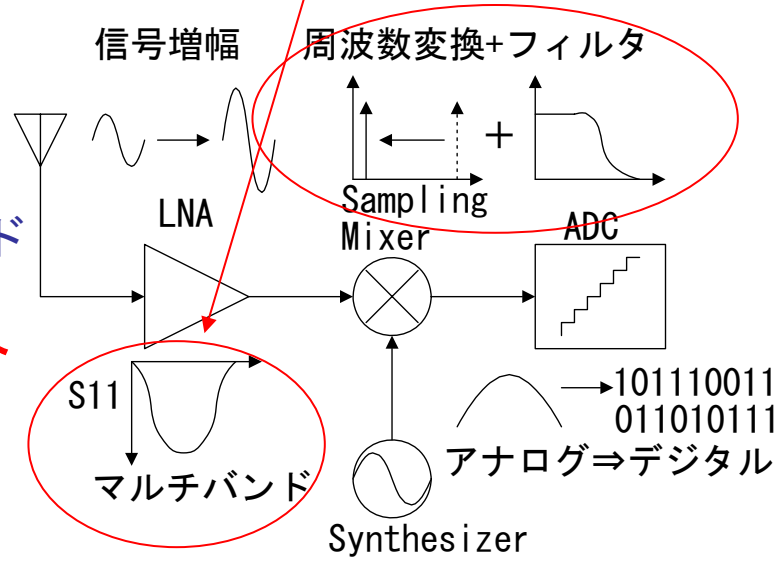 信号増幅
周波数変換+フィルタ
+
LNA
Sampling
Mixer
ADC
ド
S11
マルチバンド
101110011
011010111
アナログ⇒デジタル
Synthesizer